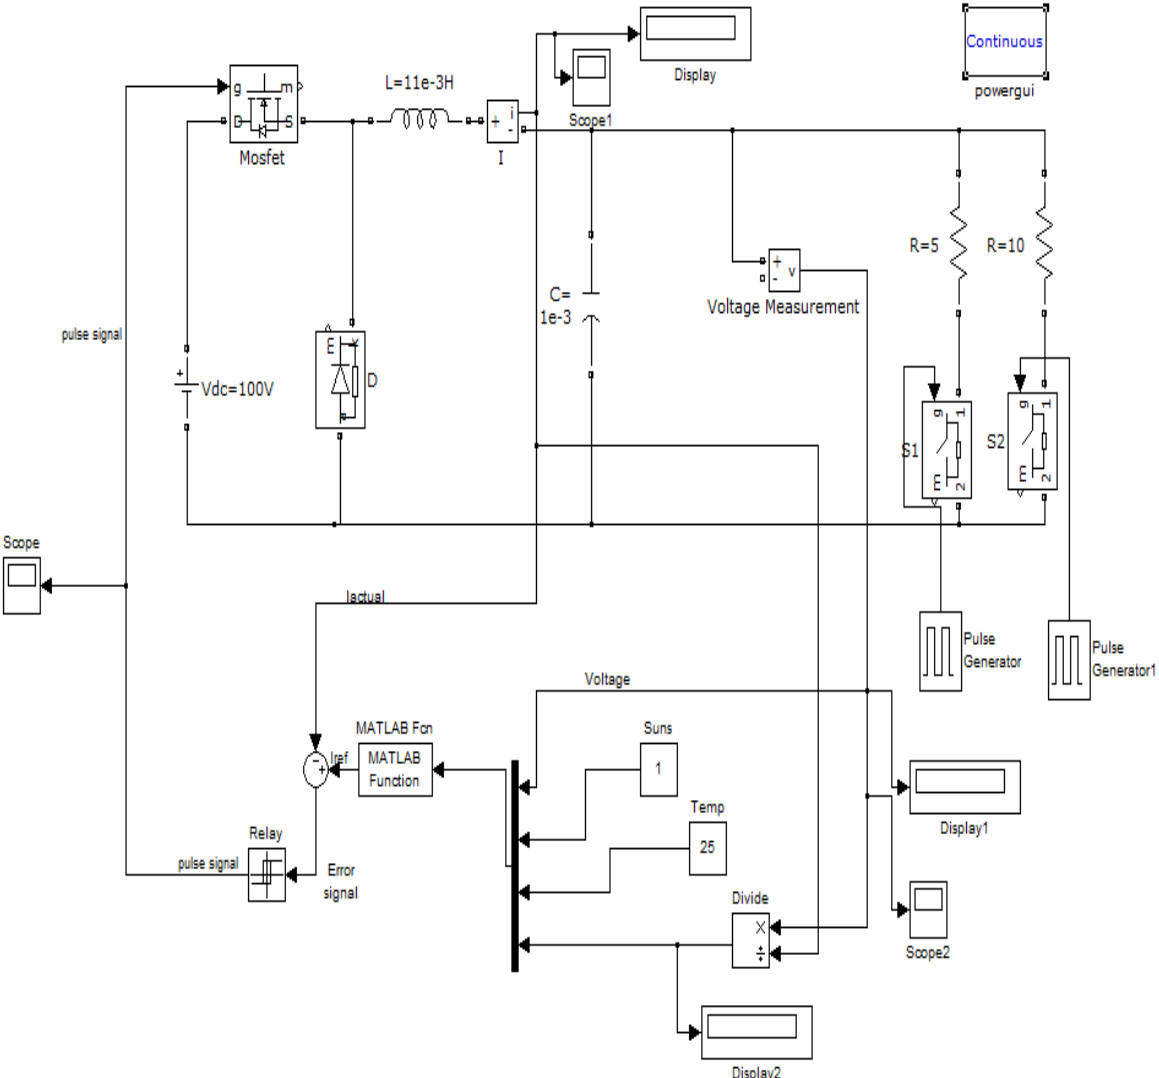 Display
Continuous
powergui
Scope1
L=11e-3H
g m
D S
Mosfet
+ i
-
I
R=5
R=10
+
- v
Voltage Measurement
C=
1e-3
pulse signal
+
Vdc=100V
E
D
g 1
S1
E 2
g 1
S2
E 2
Scope
Iactual
Pulse
Generator
Pulse
Generator1
Voltage
MATLAB Fcn
MATLAB
Function
Iref
-
+
Suns
1
Temp
25
Display1
Relay
pulse signal
Error
signal
Divide
×
÷
Scope2
Display2